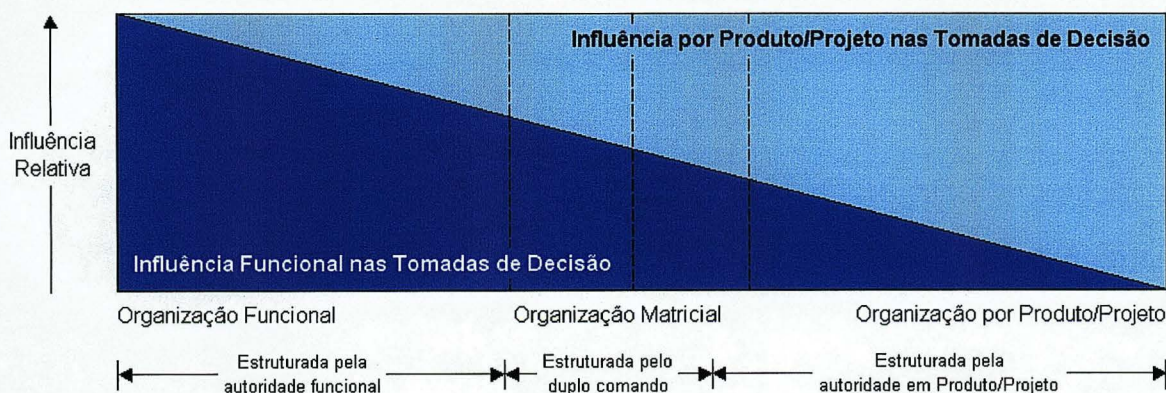 Influência por Produto/Projeto nas Tomadas de Decisão
Influência
Relativa
Influência Funcional nas Tomadas de Decisão
Organização Funcional
Organização Matricial
Organização por Produto/Projeto
Estruturada pela
autoridade funcional
Estruturada pelo
duplo comando
Estruturada pela
autoridade em Produto/Projeto